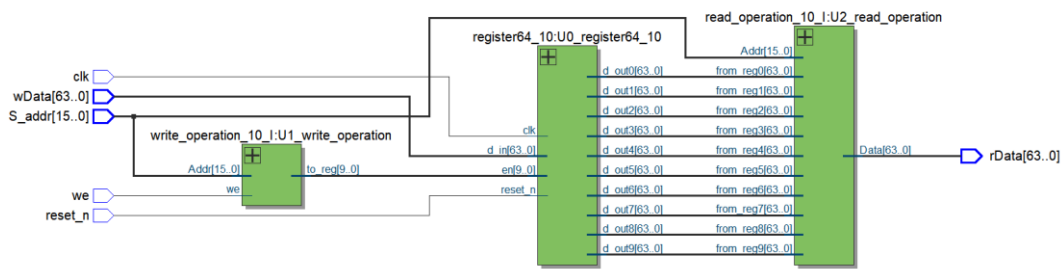 read_operation_10_I:U2_read_operation
register64_10:U0_register64_10
clk
wData[63..0]
S_addr[15..0]
write_operation_10_I:U1_write_operation
Addr[15..0]
we
to_reg[9..0]
we
reset_n
clk
d_in[63..0]
en[9..0]
reset_n
d_out0[63..0]
d_out1[63..0]
d_out2[63..0]
d_out3[63..0]
d_out4[63..0]
d_out5[63..0]
d_out6[63..0]
d_out7[63..0]
d_out8[63..0]
d_out9[63..0]
Addr[15..0]
from_reg0[63..0]
from_reg1[63..0]
from_reg2[63..0]
from_reg3[63..0]
from_reg4[63..0]
from_reg5[63..0]
from_reg6[63..0]
from_reg7[63..0]
from_reg8[63..0]
from_reg9[63..0]
Data[63..0]
rData[63..0]